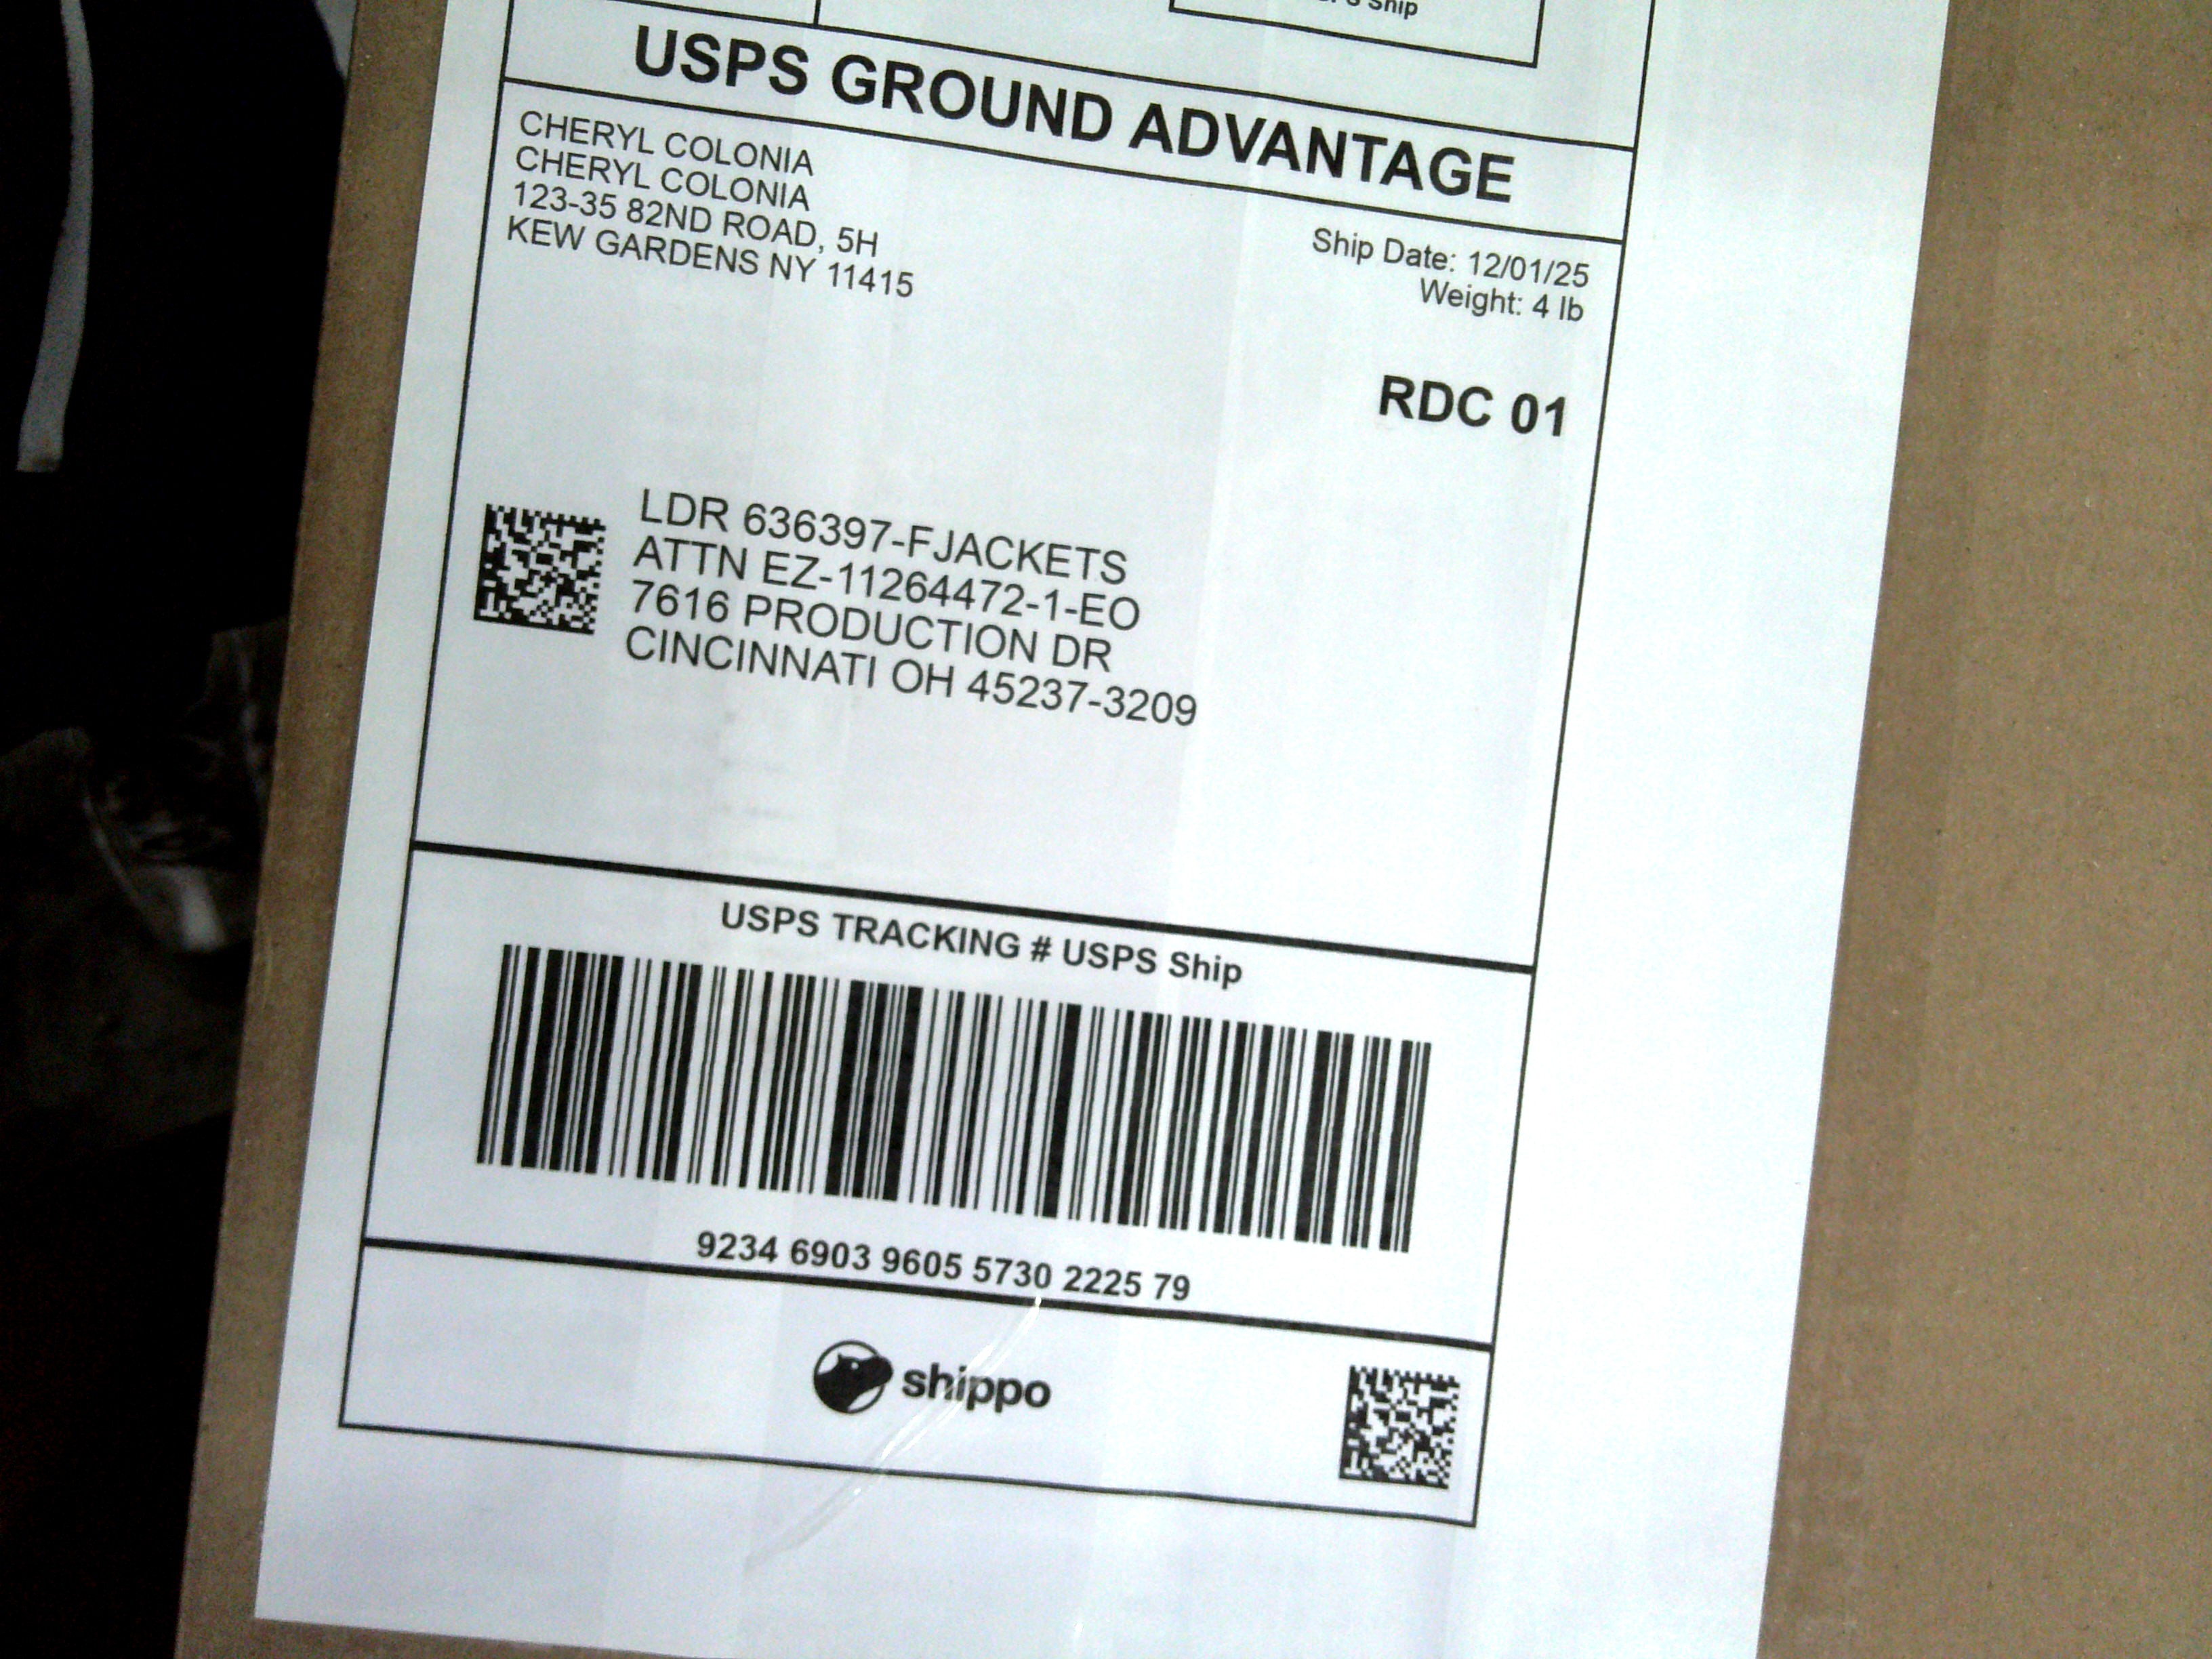 Ship
USPS GROUND ADVANTAGE
CHERYL COLONIA
CHERYL COLONIA
123-35 82ND ROAD, 5H
KEW GARDENS NY 11415
Ship Date: 12/01/25
Weight: 4 lb
RDC 01
LDR 636397-FJACKETS
ATTN EZ-11264472-1-EO
7616 PRODUCTION DR
CINCINNATI OH 45237-3209
USPS TRACKING # USPS Ship
9234 6903 9605 5730 2225 79
shippo